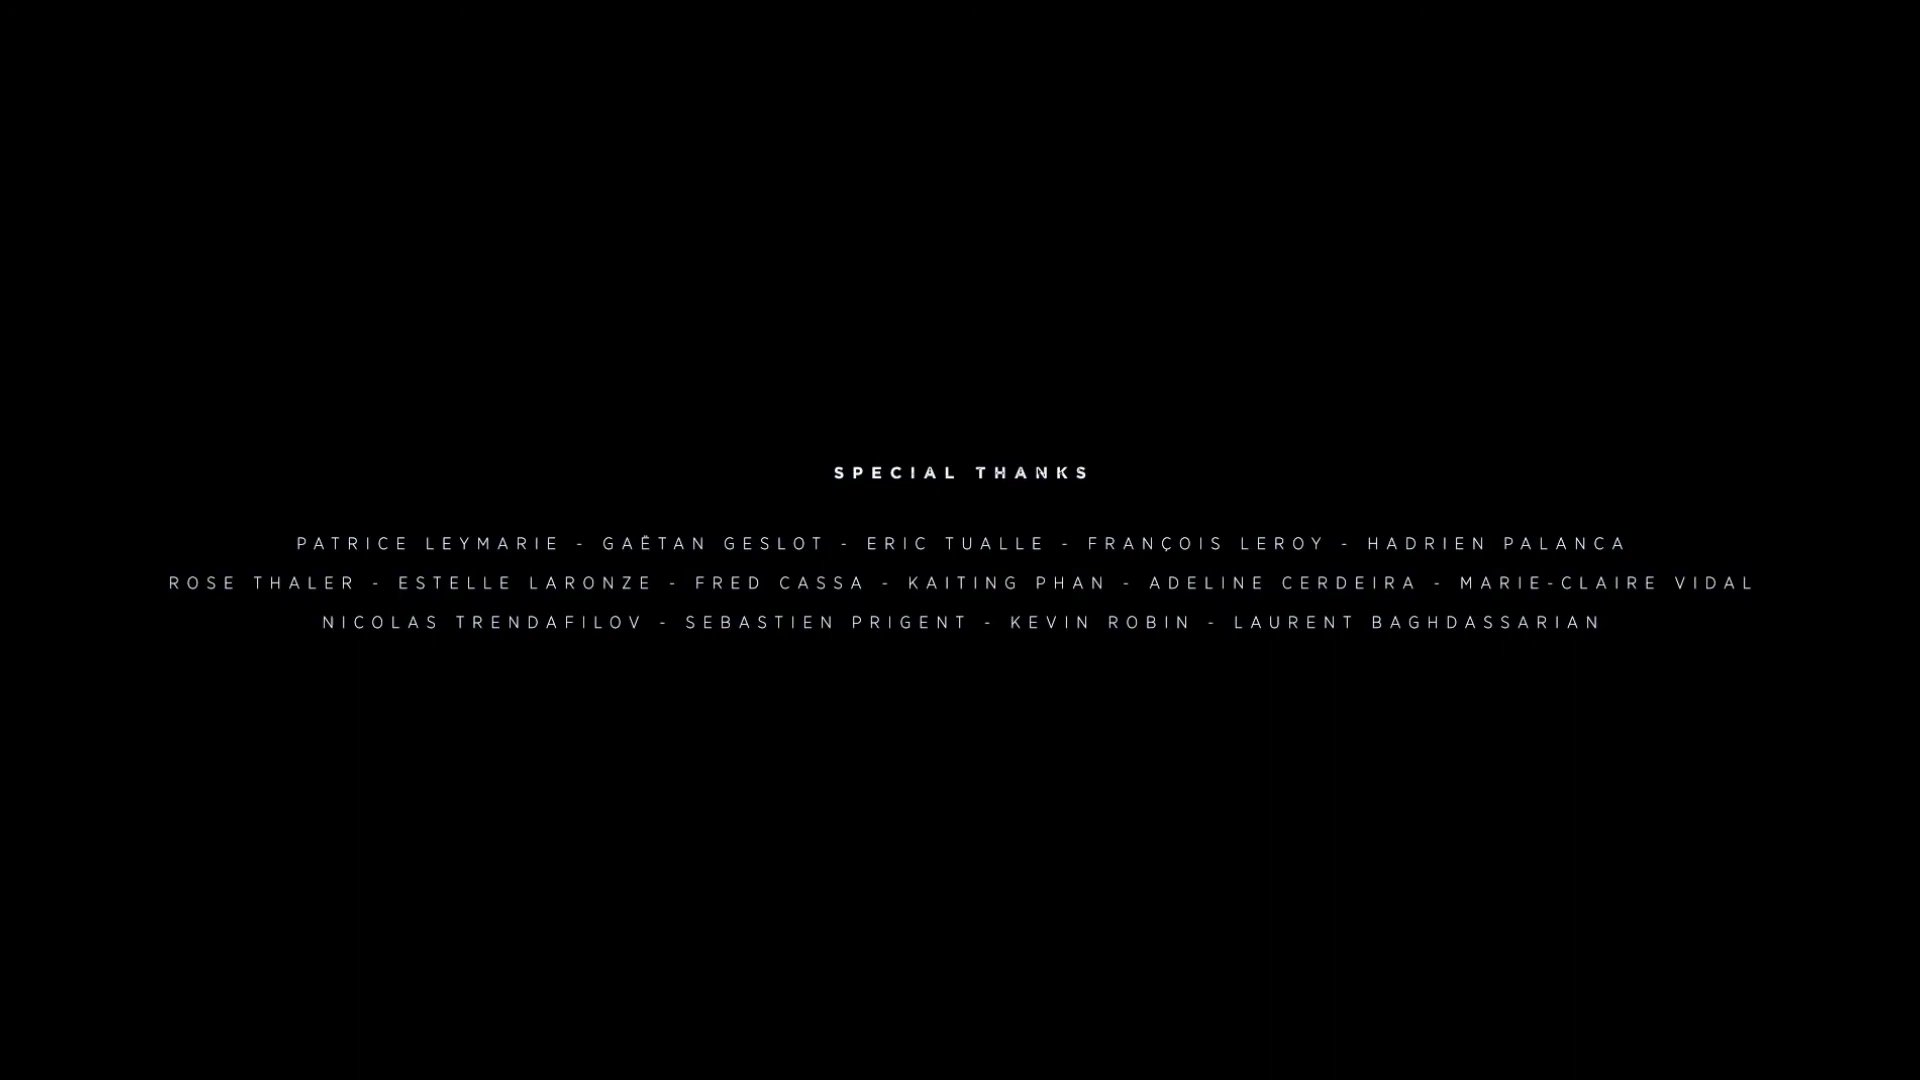 SPECIAL THANKS
PATRICE LEYMARIE - GAËTAN GESLOT - ERIC TUALLE - FRANÇOIS LEROY - HADRIEN PALANCA
ROSE THALER - ESTELLE LARONZE - FRED CASSA - KAITING PHAN - ADELINE CERDEIRA - MARIE-CLAIRE VIDAL
NICOLAS TRENDAFILOV - SEBASTIEN PRIGENT - KEVIN ROBIN - LAURENT BAGHDASSARIAN